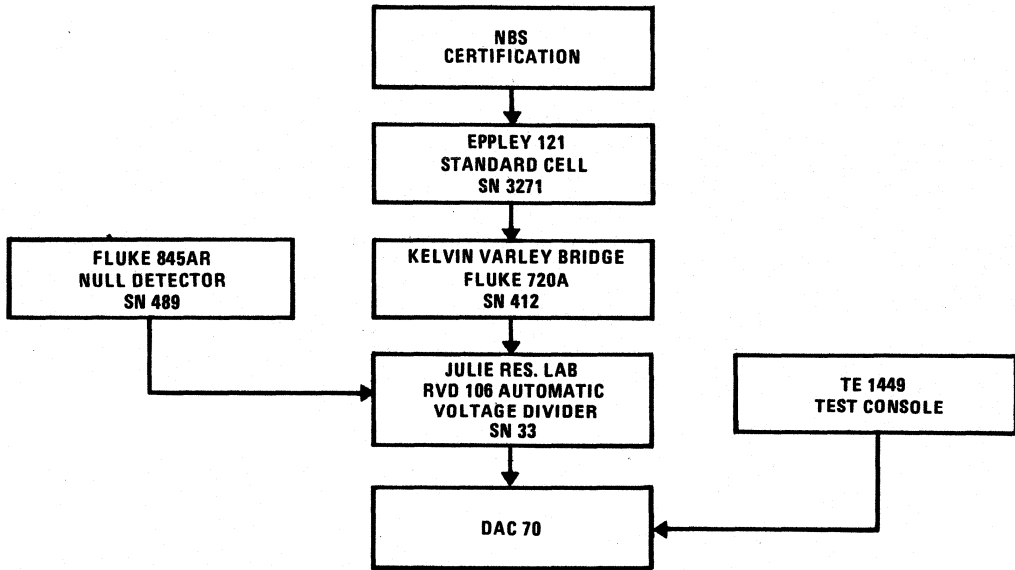 NBS
CERTIFICATION
EPPLEY 121
STANDARD CELL
SN 3271
FLUKE 845AR
NULL DETECTOR
SN 489
KELVIN VARLEY BRIDGE
FLUKE 720A
SN 412
JULIE RES. LAB
RVD 106 AUTOMATIC
VOLTAGE DIVIDER
SN 33
TE 1449
TEST CONSOLE
DAC 70